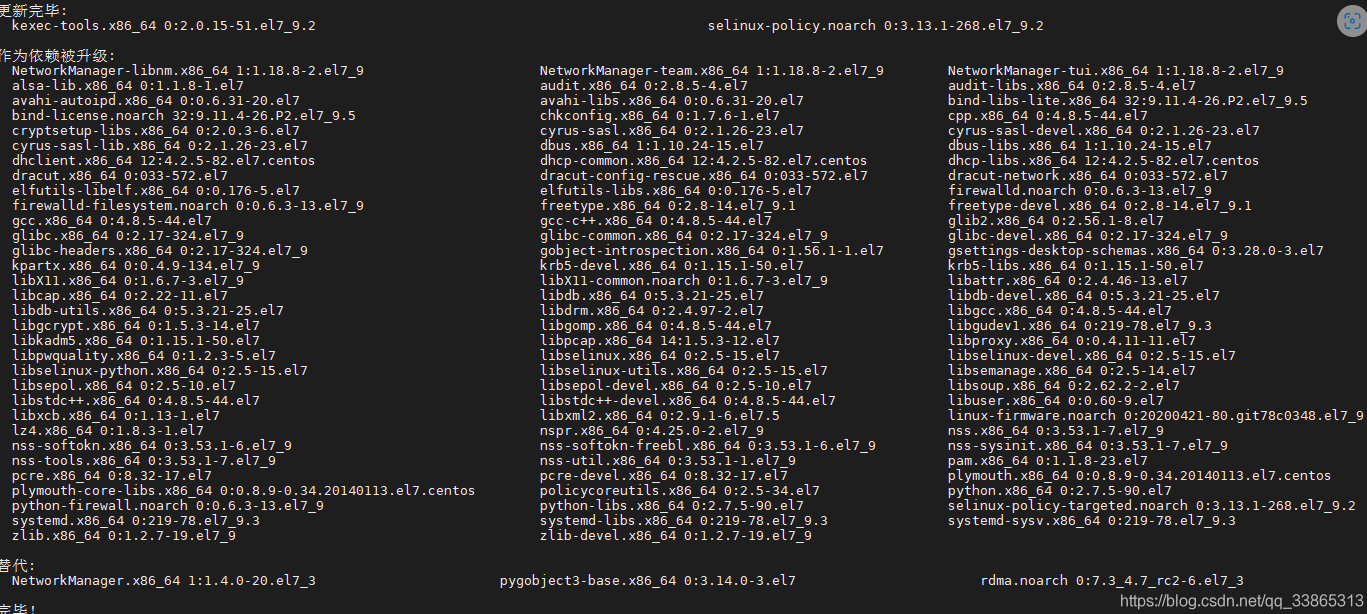 更新完毕:
kexec-tools.x86_64 0:2.0.15-51.el7_9.2 selinux-policy.noarch 0:3.13.1-268.el7_9.2
作为依赖被升级:
NetworkManager-libnm.x86_64 1:1.18.8-2.el7_9 NetworkManager-team.x86_64 1:1.18.8-2.el7_9 NetworkManager-tui.x86_64 1:1.18.8-2.el7_9
alsa-lib.x86_64 0:1.1.8-1.el7 audit.x86_64 0:2.8.5-4.el7 audit-libs.x86_64 0:2.8.5-4.el7
avahi-autoipd.x86_64 0:0.6.31-20.el7 avahi-libs.x86_64 0:0.6.31-20.el7 bind-libs-lite.x86_64 32:9.11.4-26.P2.el7_9.5
bind-license.noarch 32:9.11.4-26.P2.el7_9.5 chkconfig.x86_64 0:1.7.6-1.el7 cpp.x86_64 0:4.8.5-44.el7
cryptsetup-libs.x86_64 0:2.0.3-6.el7 cyrus-sasl.x86_64 0:2.1.26-23.el7 cyrus-sasl-devel.x86_64 0:2.1.26-23.el7
cyrus-sasl-lib.x86_64 0:2.1.26-23.el7 dbus.x86_64 1:1.10.24-15.el7 dbus-libs.x86_64 1:1.10.24-15.el7
dhclient.x86_64 12:4.2.5-82.el7.centos dhcp-common.x86_64 12:4.2.5-82.el7.centos dhcp-libs.x86_64 12:4.2.5-82.el7.centos
dracut.x86_64 0:033-572.el7 dracut-config-rescue.x86_64 0:033-572.el7 dracut-network.x86_64 0:033-572.el7
elfutils-libelf.x86_64 0:0.176-5.el7 elfutils-libs.x86_64 0:0.176-5.el7 firewalld.noarch 0:0.6.3-13.el7_9
firewalld-filesystem.noarch 0:0.6.3-13.el7_9 freetype.x86_64 0:2.8-14.el7_9.1 freetype-devel.x86_64 0:2.8-14.el7_9.1
gcc.x86_64 0:4.8.5-44.el7 gcc-c++.x86_64 0:4.8.5-44.el7 glib2.x86_64 0:2.56.1-8.el7
glibc.x86_64 0:2.17-324.el7_9 glibc-common.x86_64 0:2.17-324.el7_9 glibc-devel.x86_64 0:2.17-324.el7_9
glibc-headers.x86_64 0:2.17-324.el7_9 gobject-introspection.x86_64 0:1.56.1-1.el7 gsettings-desktop-schemas.x86_64 0:3.28.0-3.el7
kpartx.x86_64 0:0.4.9-134.el7_9 krb5-devel.x86_64 0:1.15.1-50.el7 krb5-libs.x86_64 0:1.15.1-50.el7
libX11.x86_64 0:1.6.7-3.el7_9 libX11-common.noarch 0:1.6.7-3.el7_9 libattr.x86_64 0:2.4.46-13.el7
libcap.x86_64 0:2.22-11.el7 libdb.x86_64 0:5.3.21-25.el7 libdb-devel.x86_64 0:5.3.21-25.el7
libdb-utils.x86_64 0:5.3.21-25.el7 libdrm.x86_64 0:2.4.97-2.el7 libgcc.x86_64 0:4.8.5-44.el7
libgcrypt.x86_64 0:1.5.3-14.el7 libgomp.x86_64 0:4.8.5-44.el7 libgudev1.x86_64 0:219-78.el7_9.3
libkadm5.x86_64 0:1.15.1-50.el7 libpcap.x86_64 14:1.5.3-12.el7 libproxy.x86_64 0:0.4.11-11.el7
libpwquality.x86_64 0:1.2.3-5.el7 libselinux.x86_64 0:2.5-15.el7 libselinux-devel.x86_64 0:2.5-15.el7
libselinux-python.x86_64 0:2.5-15.el7 libselinux-utils.x86_64 0:2.5-15.el7 libsemanage.x86_64 0:2.5-14.el7
libsepol.x86_64 0:2.5-10.el7 libsepol-devel.x86_64 0:2.5-10.el7 libsoup.x86_64 0:2.62.2-2.el7
libstdc++.x86_64 0:4.8.5-44.el7 libstdc++-devel.x86_64 0:4.8.5-44.el7 libuser.x86_64 0:0.60-9.el7
libxcb.x86_64 0:1.13-1.el7 libxml2.x86_64 0:2.9.1-6.el7.5 linux-firmware.noarch 0:20200421-80.git78c0348.el7_9
lz4.x86_64 0:1.8.3-1.el7 nspr.x86_64 0:4.25.0-2.el7_9 nss.x86_64 0:3.53.1-7.el7_9
nss-softokn.x86_64 0:3.53.1-6.el7_9 nss-softokn-freebl.x86_64 0:3.53.1-6.el7_9 nss-sysinit.x86_64 0:3.53.1-7.el7_9
nss-tools.x86_64 0:3.53.1-7.el7_9 nss-util.x86_64 0:3.53.1-1.el7_9 pam.x86_64 0:1.1.8-23.el7
pcre.x86_64 0:8.32-17.el7 pcre-devel.x86_64 0:8.32-17.el7 plymouth.x86_64 0:0.8.9-0.34.20140113.el7.centos
plymouth-core-libs.x86_64 0:0.8.9-0.34.20140113.el7.centos policycoreutils.x86_64 0:2.5-34.el7 python.x86_64 0:2.7.5-90.el7
python-firewall.noarch 0:0.6.3-13.el7_9 python-libs.x86_64 0:2.7.5-90.el7 selinux-policy-targeted.noarch 0:3.13.1-268.el7_9.2
systemd.x86_64 0:219-78.el7_9.3 systemd-libs.x86_64 0:219-78.el7_9.3 systemd-sysv.x86_64 0:219-78.el7_9.3
zlib.x86_64 0:1.2.7-19.el7_9 zlib-devel.x86_64 0:1.2.7-19.el7_9
替代:
NetworkManager.x86_64 1:1.4.0-20.el7_3 pygobject3-base.x86_64 0:3.14.0-3.el7 rdma.noarch 0:7.3_4.7_rc2-6.el7_3
完毕!
https://blog.csdn.net/qq_33865313